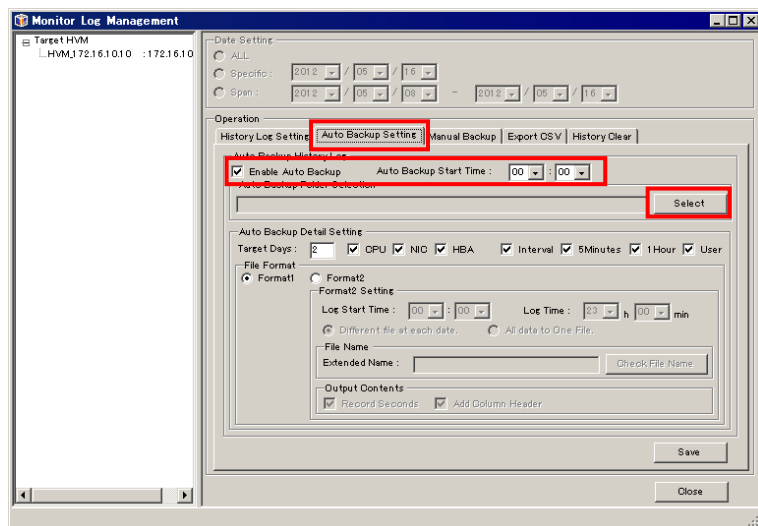 Monitor Log Management
Target HVM
HVM_172.16.10.10 : 172.16.10
Date Setting
ALL
Specific : 2012 / 05 / 16
Span : 2012 / 05 / 08 - 2012 / 05 / 16
Operation
History Log Setting Auto Backup Setting Manual Backup Export CSV History Clear
Auto Backup History Log
Enable Auto Backup Auto Backup Start Time : 00 : 00
Auto Backup Folder Selection
Select
Auto Backup Detail Setting
Target Days : 2 CPU NIC HBA Interval 5Minutes 1Hour User
File Format
Format1 Format2
Format2 Setting
Log Start Time : 00 : 00 Log Time : 23 h 00 min
Different file at each date. All data to One File.
File Name
Extended Name : Check File Name
Output Contents
Record Seconds Add Column Header
Save
Close